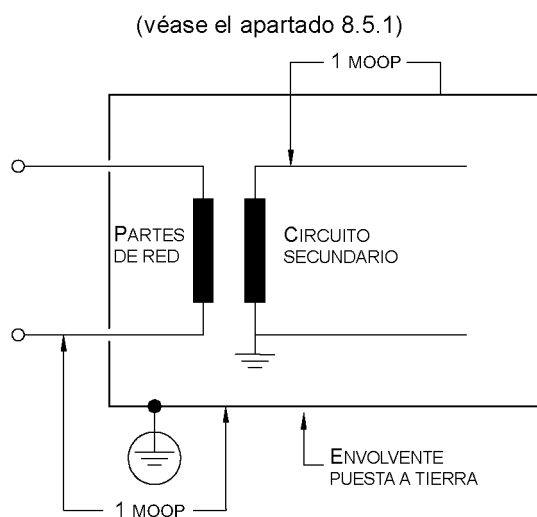 (véase el apartado 8.5.1)
1 MOOP
PARTES
DE RED
CIRCUITO
SECUNDARIO
ENVOLVENTE
PUESTA A TIERRA
1 MOOP